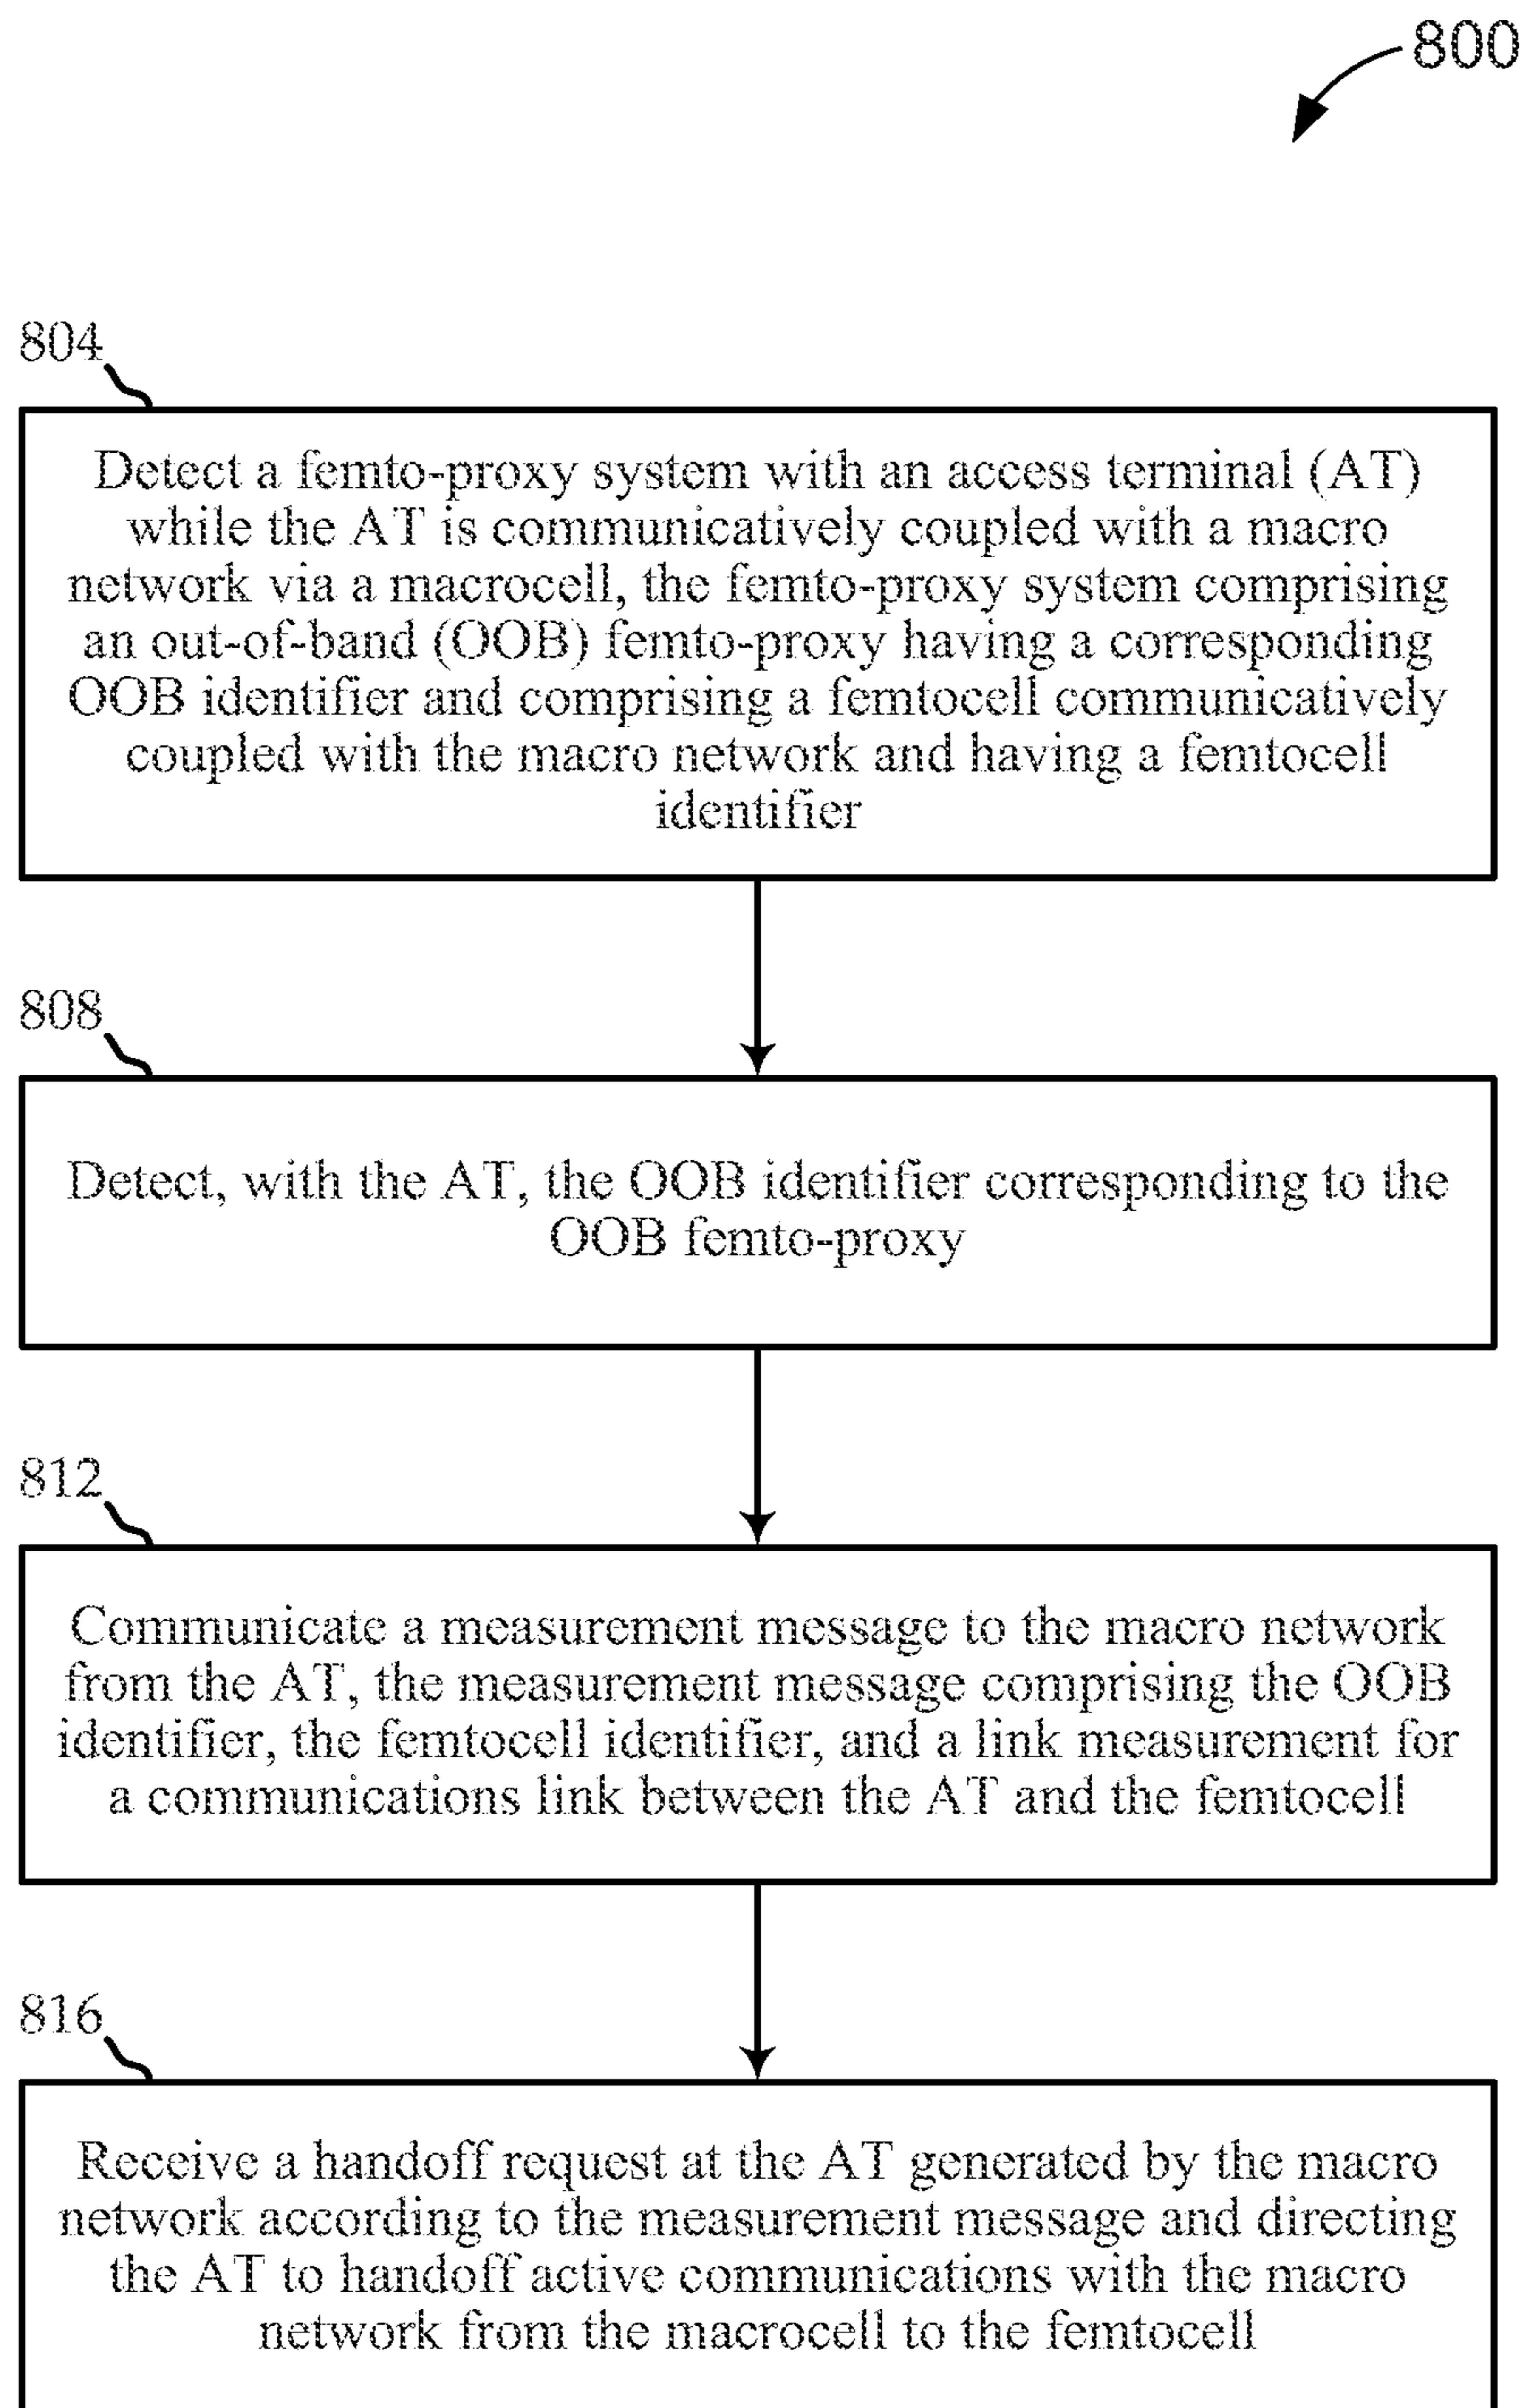 800
804
Detect a femto-proxy system with an access terminal (AT)
while the AT is communicatively coupled with a macro
network via a macrocell, the femto-proxy system comprising
an out-of-band (OOB) femto-proxy having a corresponding
OOB identifier and comprising a femtocell communicatively
coupled with the macro network and having a femtocell
identifier
808
Detect, with the AT, the OOB identifier corresponding to the
OOB femto-proxy
812
Communicate a measurement message to the macro network
from the AT, the measurement message comprising the OOB
identifier, the femtocell identifier, and a link measurement for
a communications link between the AT and the femtocell
816
Receive a handoff request at the AT generated by the macro
network according to the measurement message and directing
the AT to handoff active communications with the macro
network from the macrocell to the femtocell